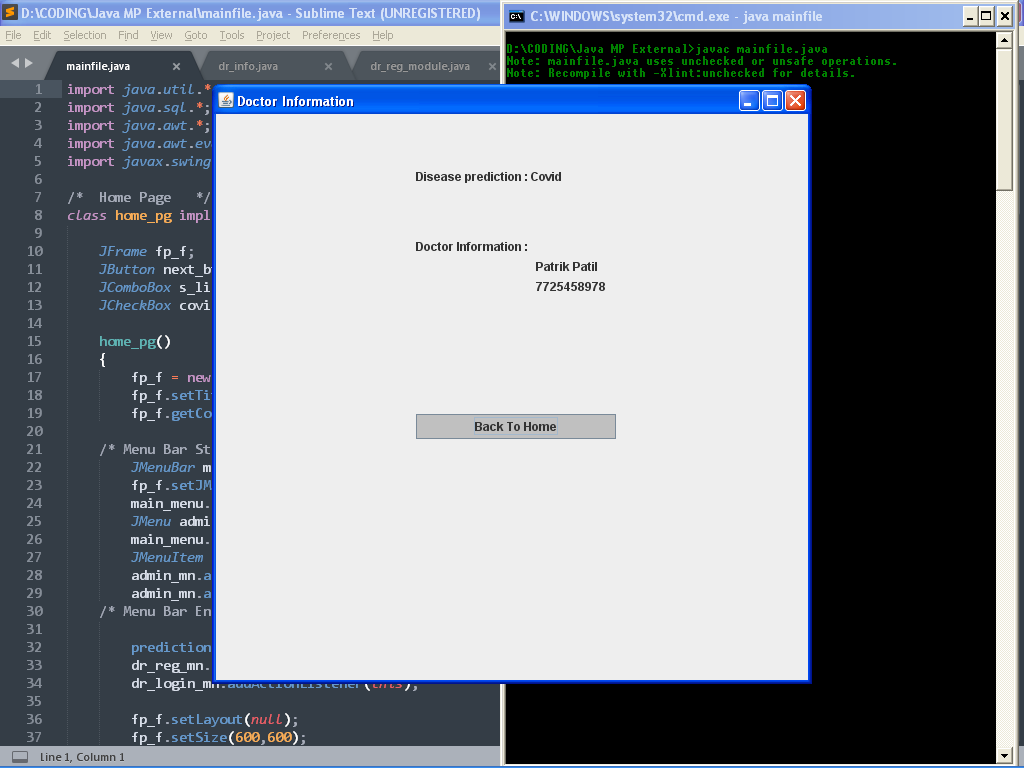 D:\CODING\Java MP External\mainfile.java - Sublime Text (UNREGISTERED)
File Edit Selection Find View Goto Tools Project Preferences Help
mainfile.java dr_info.java dr_reg_module.java
1 import java.util.*
2 import java.sql.*;
3 import java.awt.*;
4 import java.awt.ev
5 import javax.swing
6
7 /* Home Page */
8 class home_pg impl
9
10 JFrame fp_f;
11 JButton next_b
12 JComboBox s_li
13 JCheckBox covi
14
15 home_pg()
16 {
17 fp_f = new
18 fp_f.setTi
19 fp_f.getCo
20
21 /* Menu Bar St
22 JMenuBar m
23 fp_f.setJM
24 main_menu.
25 JMenu admi
26 main_menu.
27 JMenuItem
28 admin_mn.a
29 admin_mn.a
30 /* Menu Bar En
31
32 prediction
33 dr_reg_mn.
34 dr_login_mn.addActionListener(this);
35
36 fp_f.setLayout(null);
37 fp_f.setSize(600,600);
Line 1, Column 1
C:\WINDOWS\system32\cmd.exe - java mainfile
D:\CODING\Java MP External>javac mainfile.java
Note: mainfile.java uses unchecked or unsafe operations.
Note: Recompile with -Xlint:unchecked for details.
Doctor Information
Disease prediction : Covid
Doctor Information :
Patrik Patil
7725458978
Back To Home